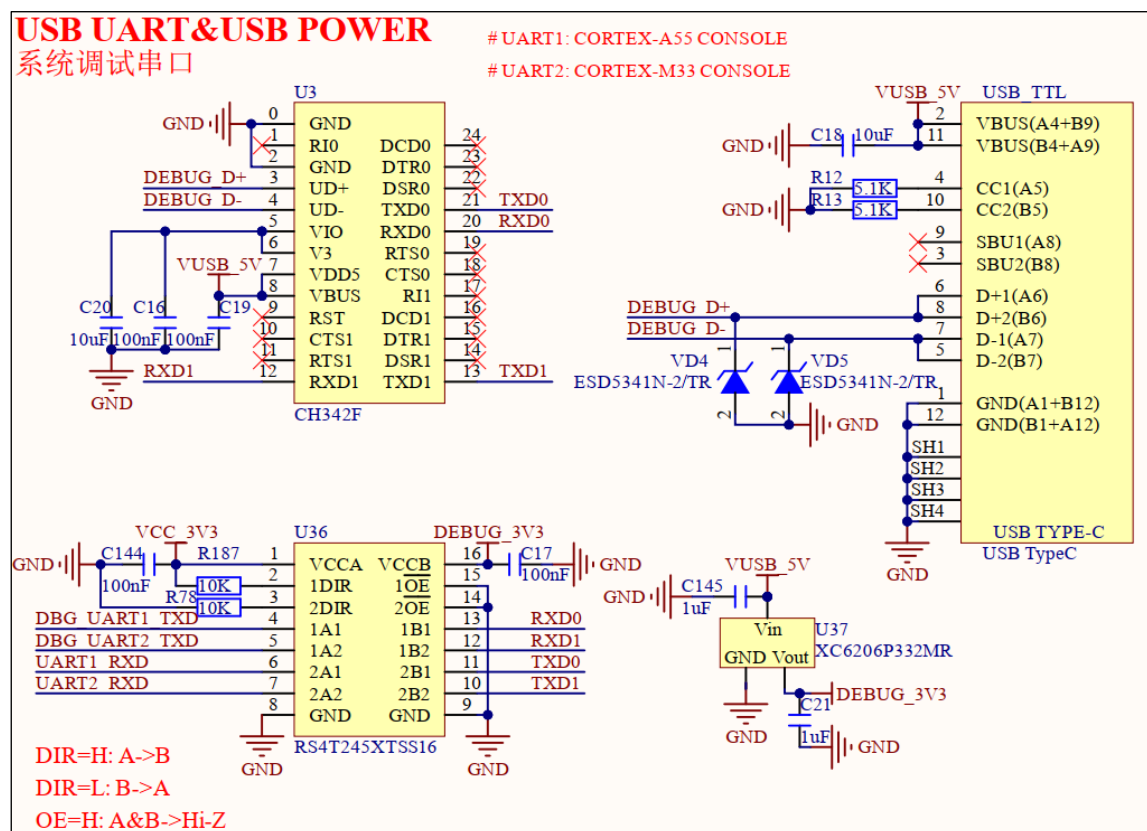 USB UART&USB POWER
系统调试串口
# UART1: CORTEX-A55 CONSOLE
# UART2: CORTEX-M33 CONSOLE
U3
GND
0 GND
1 RI0
2 GND
DEBUG_D+ 3 UD+
DEBUG_D- 4 UD-
5 VIO
6 V3
VUSB_5V
7 VDD5
8 VBUS
9 RST
10 CTS1
11 RTS1
RXD1 12 RXD1
DCD0 24
DTR0 23
DSR0 22
TXD0 21 TXD0
RXD0 20 RXD0
RTS0 19
CTS0 18
RI1 17
DCD1 16
DTR1 15
DSR1 14
TXD1 13 TXD1
C20 C16 C19
10uF 100nF 100nF
GND
CH342F
VUSB_5V
USB_TTL
GND C18 10uF
2 VBUS(A4+B9)
11 VBUS(B4+A9)
R12 5.1K 4 CC1(A5)
GND R13 5.1K 10 CC2(B5)
9 SBU1(A8)
3 SBU2(B8)
6 D+1(A6)
DEBUG_D+ 8 D+2(B6)
DEBUG_D- 7 D-1(A7)
5 D-2(B7)
1 1
VD4 VD5
ESD5341N-2/TR ESD5341N-2/TR
2 2
GND
1 GND(A1+B12)
12 GND(B1+A12)
SH1
SH2
SH3
SH4
GND
USB TYPE-C
USB TypeC
VCC_3V3
U36
DEBUG_3V3
GND C144 100nF
R187 10K
R78 10K
1 VCCA
2 1DIR
3 2DIR
DBG_UART1_TXD 4 1A1
DBG_UART2_TXD 5 1A2
UART1_RXD 6 2A1
UART2_RXD 7 2A2
8 GND
GND
VCCB 16
1OE 15
2OE 14
1B1 13 RXD0
1B2 12 RXD1
2B1 11 TXD0
2B2 10 TXD1
GND 9
GND
C17 100nF GND
RS4T245XTSS16
VUSB_5V
GND C145 1uF
U37
XC6206P332MR
Vin
GND Vout
GND
DEBUG_3V3
C21
1uF
GND
DIR=H: A->B
DIR=L: B->A
OE=H: A&B->Hi-Z